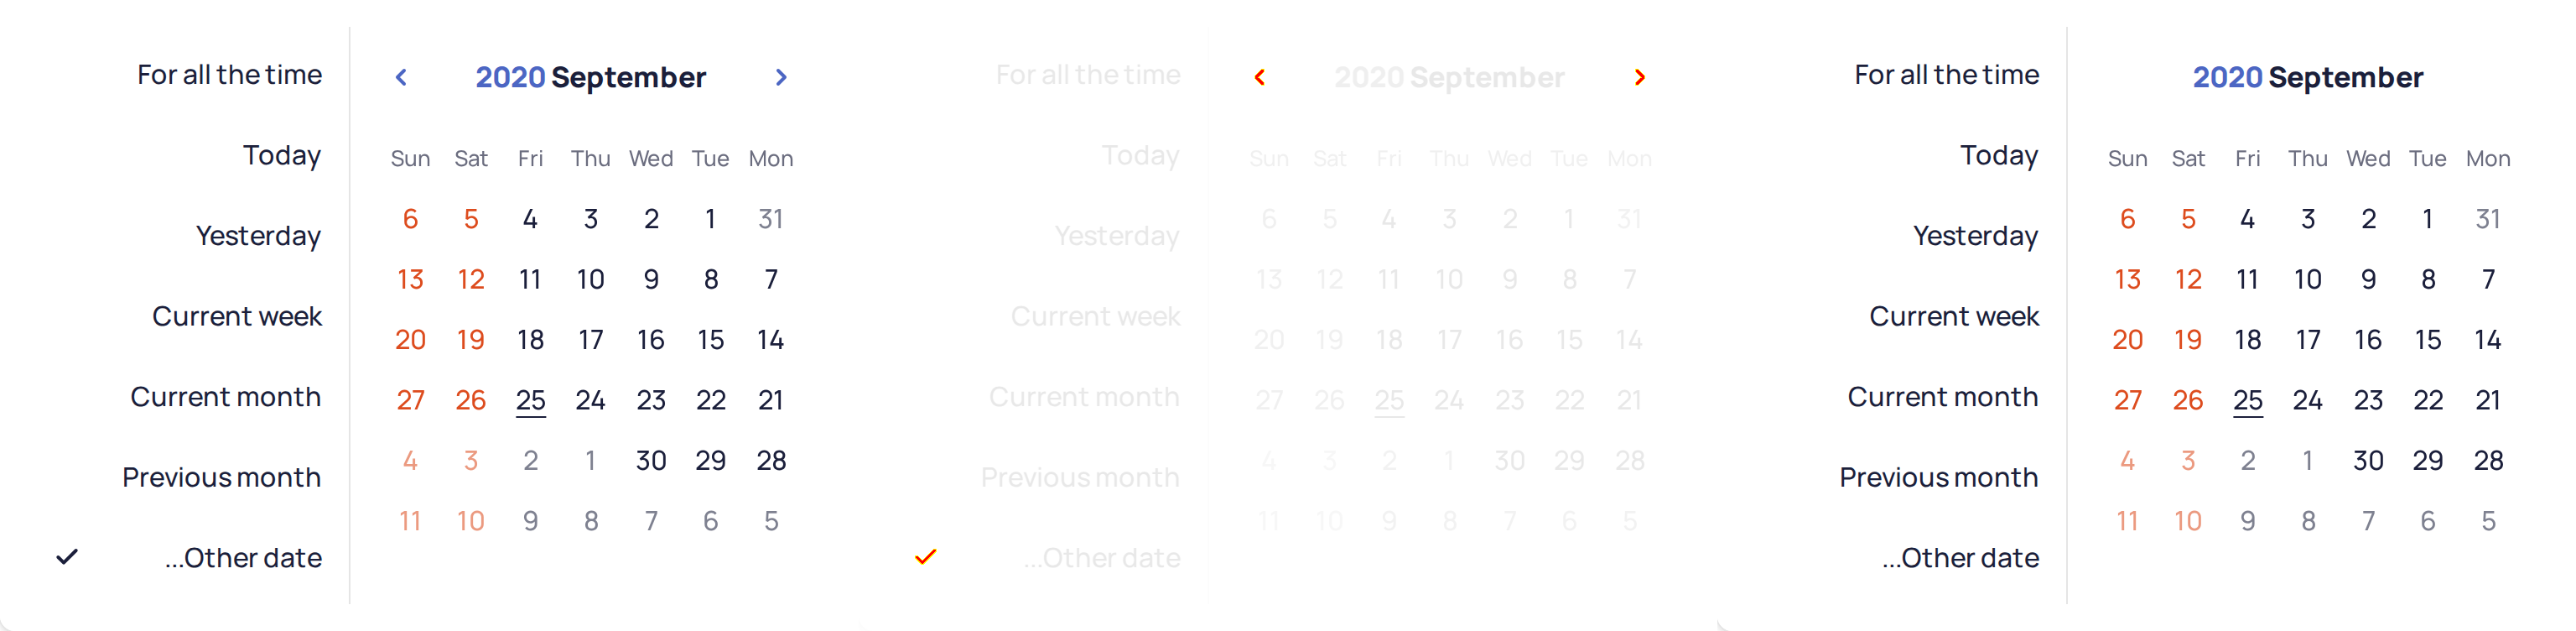 For all the time
Today
Yesterday
Current week
Current month
Previous month
...Other date
2020 September
Sun Sat Fri Thu Wed Tue Mon
6 5 4 3 2 1 31
13 12 11 10 9 8 7
20 19 18 17 16 15 14
27 26 25 24 23 22 21
4 3 2 1 30 29 28
11 10 9 8 7 6 5
For all the time
Today
Yesterday
Current week
Current month
Previous month
...Other date
2020 September
Sun Sat Fri Thu Wed Tue Mon
6 5 4 3 2 1 31
13 12 11 10 9 8 7
20 19 18 17 16 15 14
27 26 25 24 23 22 21
4 3 2 1 30 29 28
11 10 9 8 7 6 5
For all the time
Today
Yesterday
Current week
Current month
Previous month
...Other date
2020 September
Sun Sat Fri Thu Wed Tue Mon
6 5 4 3 2 1 31
13 12 11 10 9 8 7
20 19 18 17 16 15 14
27 26 25 24 23 22 21
4 3 2 1 30 29 28
11 10 9 8 7 6 5